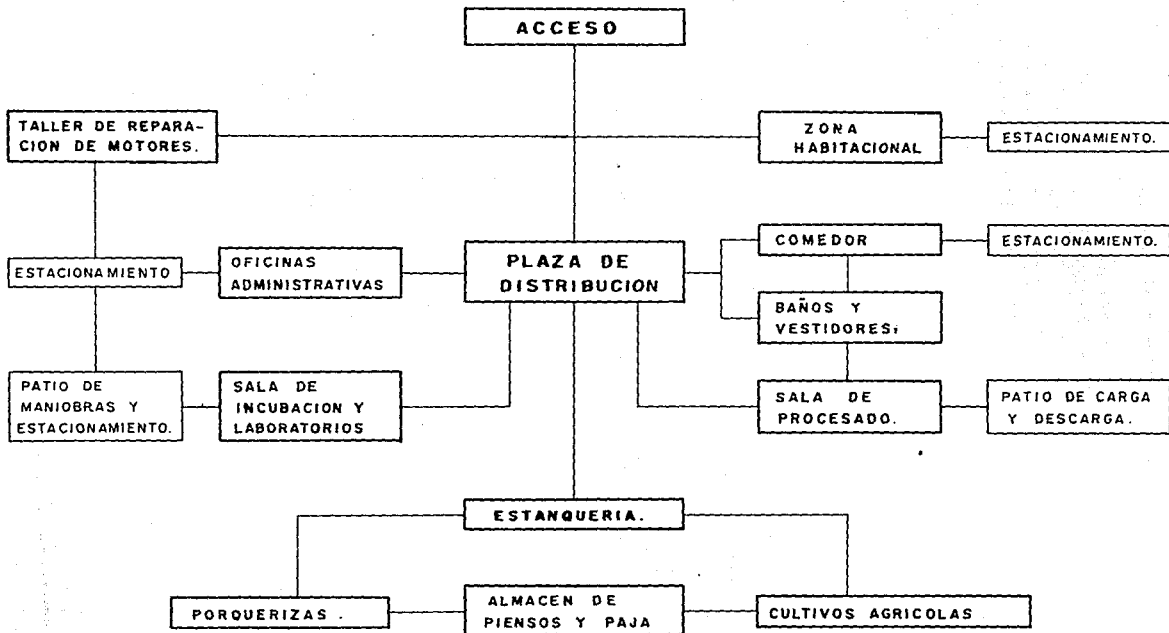 ACCESO
TALLER DE REPARA-
CION DE MOTORES.
ZONA
HABITACIONAL
ESTACIONAMIENTO.
ESTACIONAMIENTO
OFICINAS
ADMINISTRATIVAS
PLAZA DE
DISTRIBUCION
COMEDOR
ESTACIONAMIENTO.
BAÑOS Y
VESTIDORES;
PATIO DE
MANIOBRAS Y
ESTACIONAMIENTO.
SALA DE
INCUBACION Y
LABORATORIOS
SALA DE
PROCESADO.
PATIO DE CARGA
Y DESCARGA.
ESTANQUERIA.
PORQUERIZAS.
ALMACEN DE
PIENSOS Y PAJA
CULTIVOS AGRICOLAS